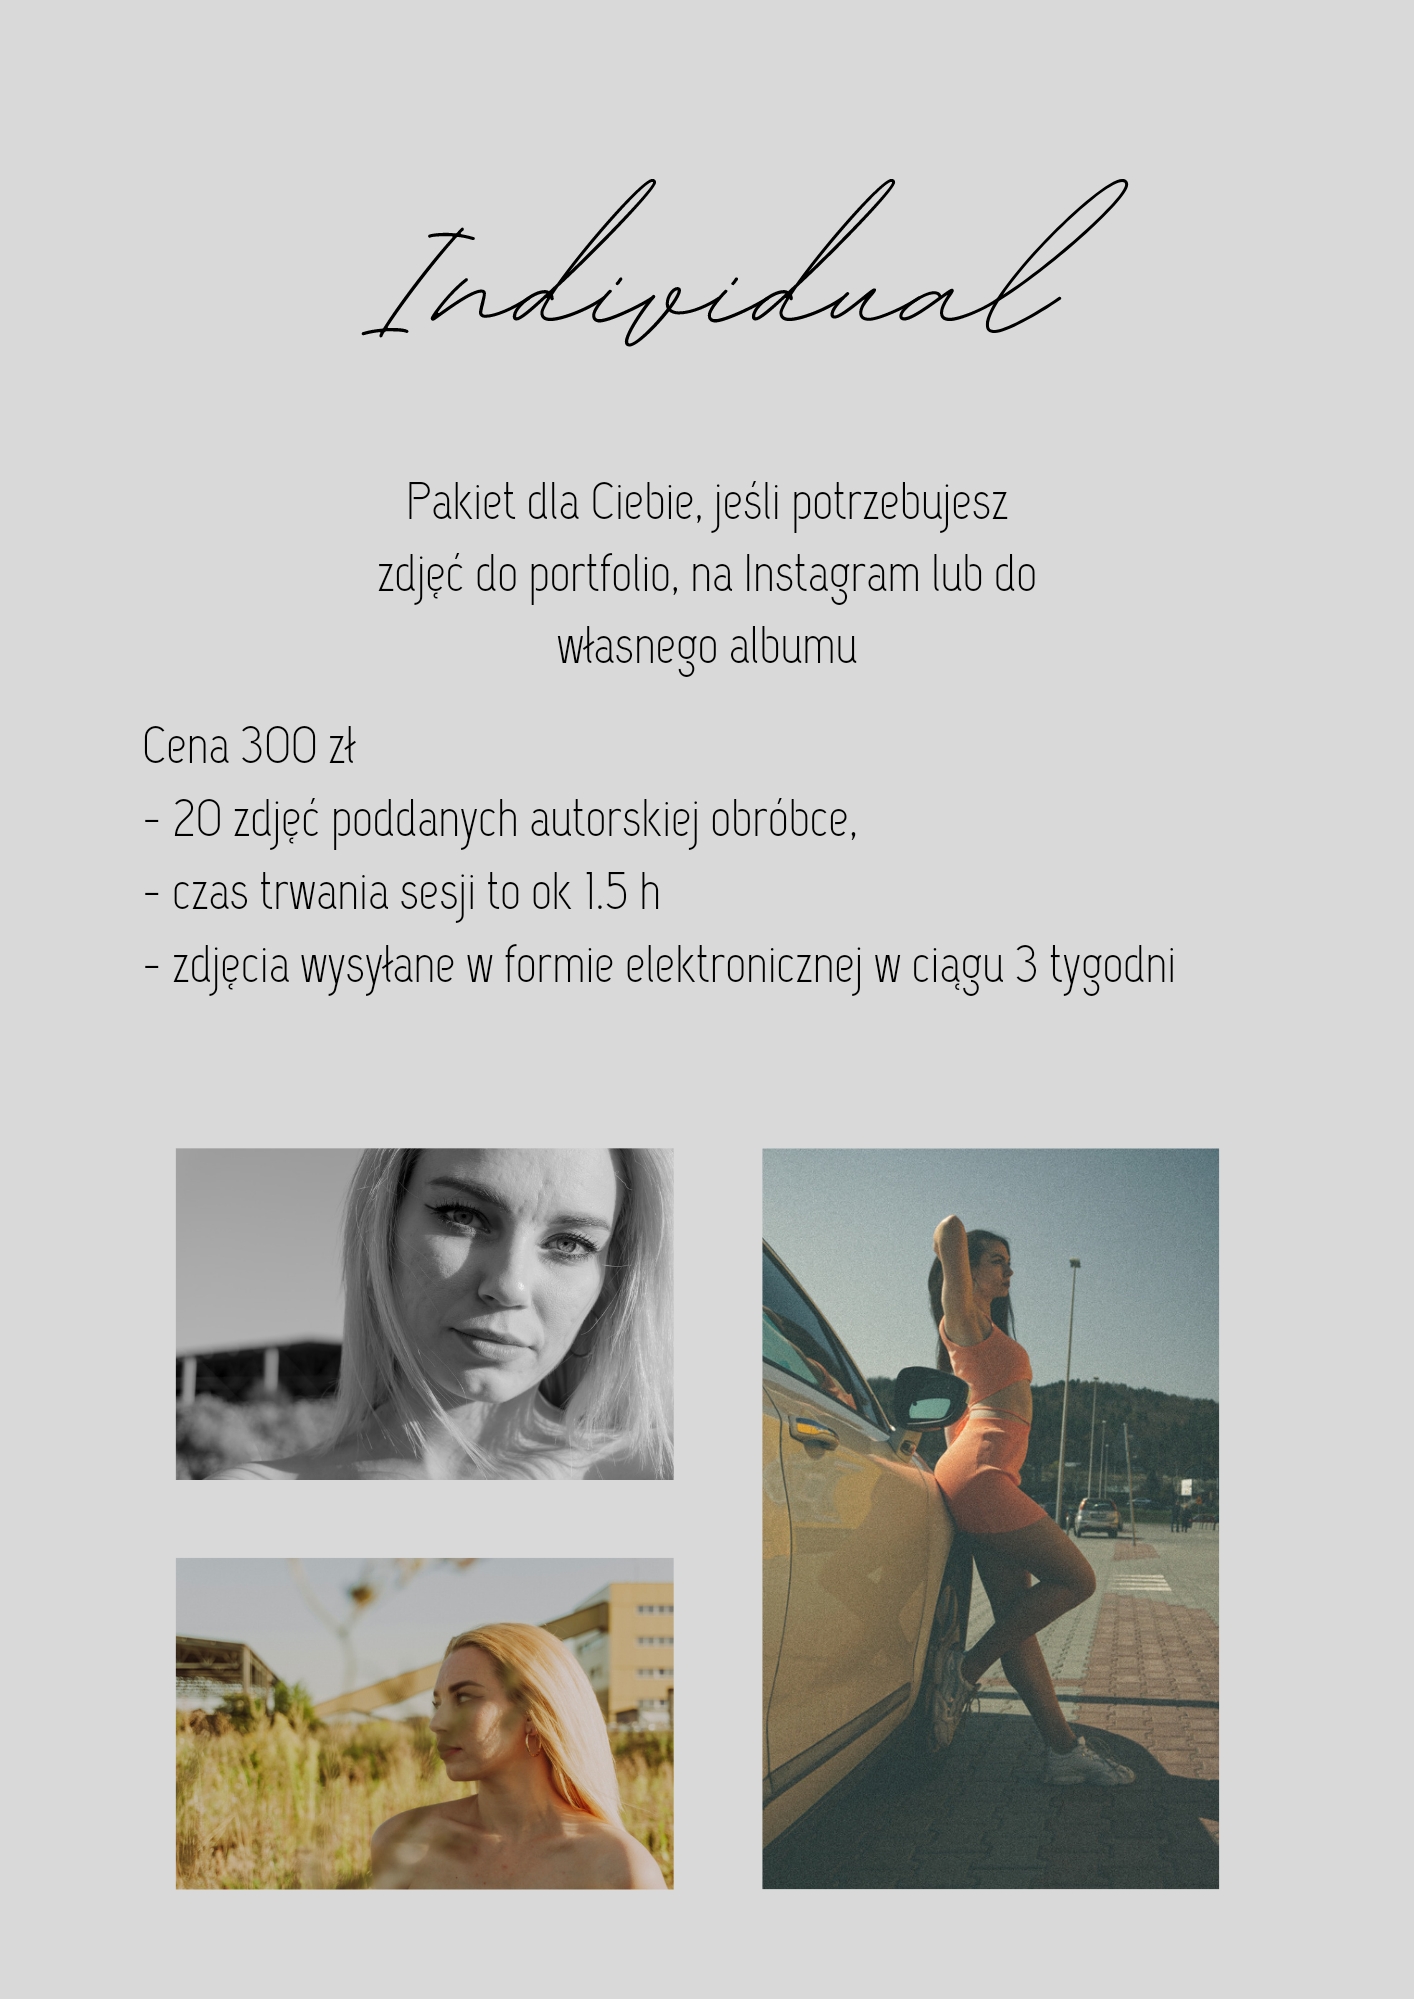 Individual
Pakiet dla Ciebie, jeśli potrzebujesz
zdjęć do portfolio, na Instagram lub do
własnego albumu
Cena 300 zł
- 20 zdjęć poddanych autorskiej obróbce,
- czas trwania sesji to ok 1.5 h
- zdjęcia wysyłane w formie elektronicznej w ciągu 3 tygodni